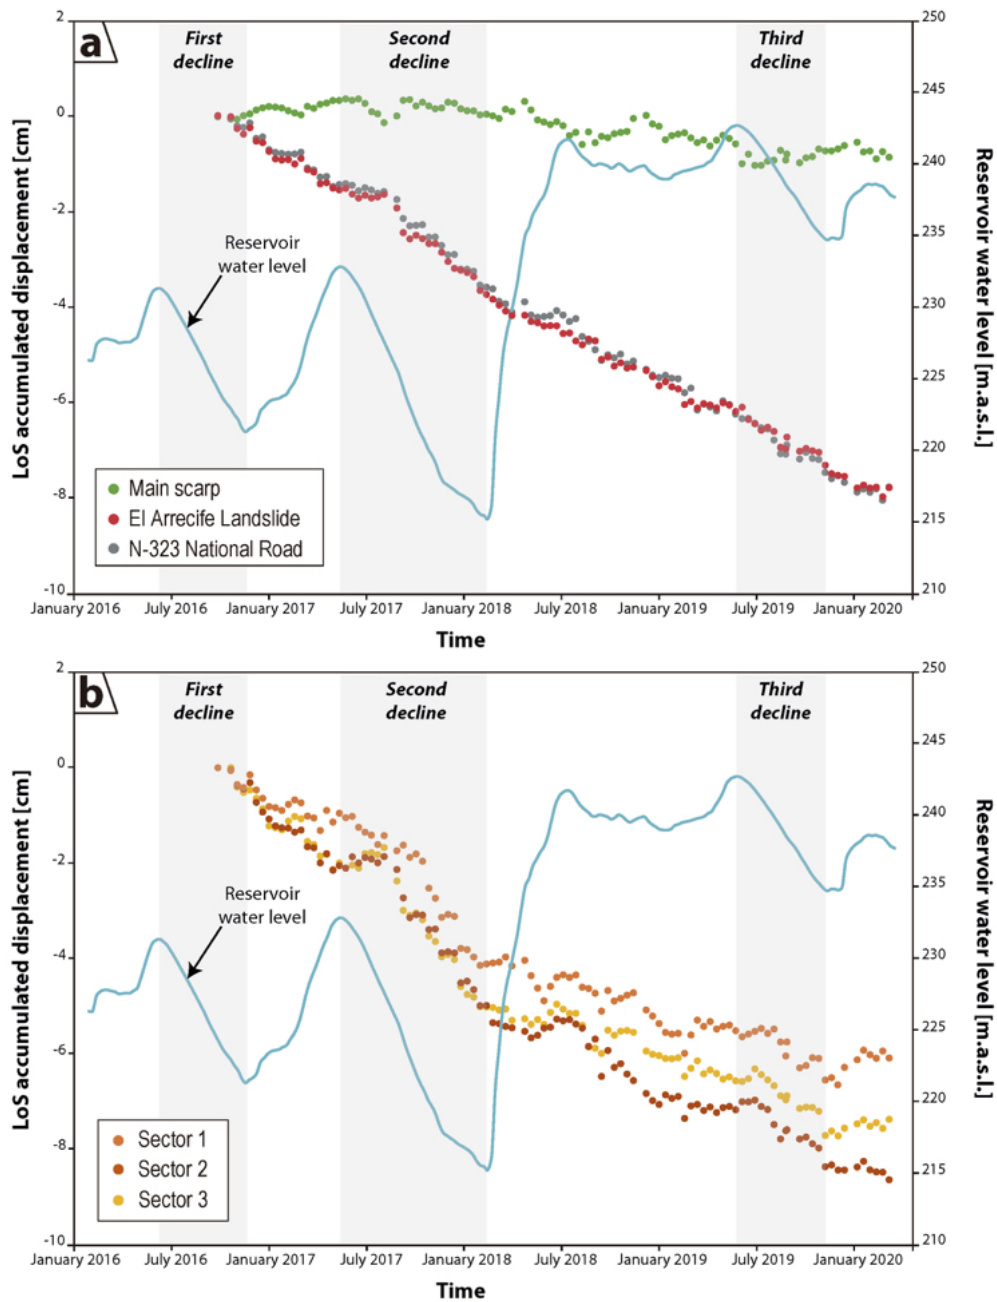 a
First
decline
Second
decline
Third
decline
2
0
-2
-4
-6
-8
-10
LoS accumulated displacement [cm]
250
245
240
235
230
225
220
215
210
Reservoir water level [m.a.s.l.]
Reservoir
water level
Main scarp
El Arrecife Landslide
N-323 National Road
January 2016
July 2016
January 2017
July 2017
January 2018
July 2018
January 2019
July 2019
January 2020
Time
b
First
decline
Second
decline
Third
decline
2
0
-2
-4
-6
-8
-10
LoS accumulated displacement [cm]
250
245
240
235
230
225
220
215
210
Reservoir water level [m.a.s.l.]
Reservoir
water level
Sector 1
Sector 2
Sector 3
January 2016
July 2016
January 2017
July 2017
January 2018
July 2018
January 2019
July 2019
January 2020
Time